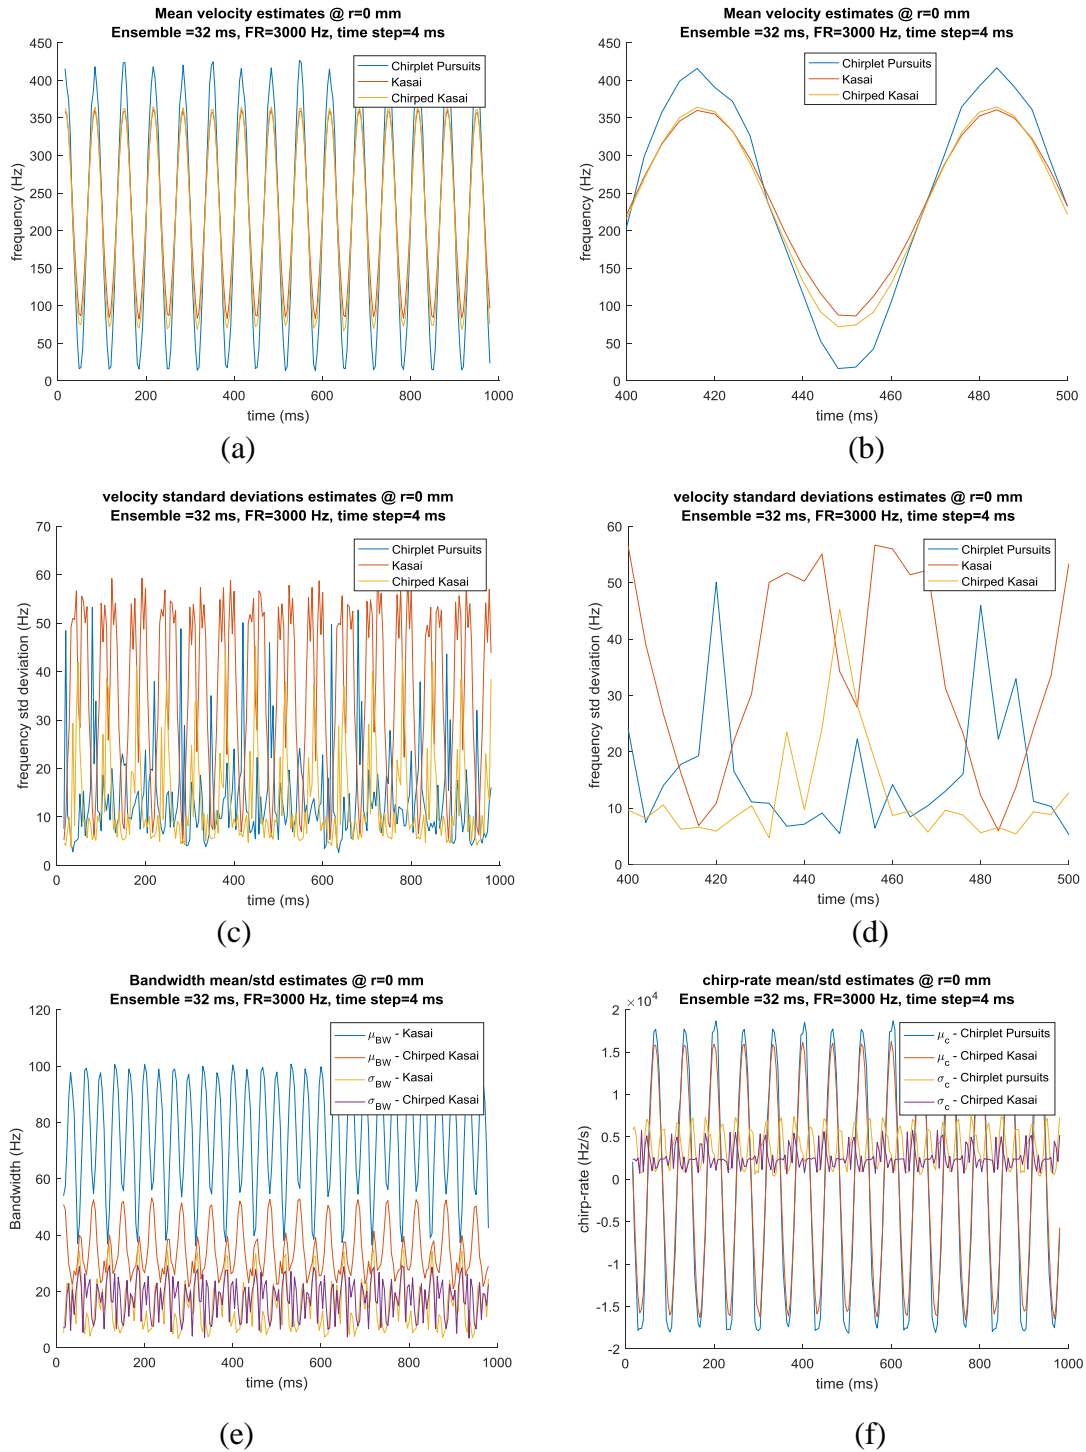 Mean velocity estimates @ r=0 mm
Ensemble =32 ms, FR=3000 Hz, time step=4 ms
450
400
350
300
250
200
150
100
50
0
frequency (Hz)
Chirplet Pursuits
Kasai
Chirped Kasai
0 200 400 600 800 1000
time (ms)
(a)
Mean velocity estimates @ r=0 mm
Ensemble =32 ms, FR=3000 Hz, time step=4 ms
450
400
350
300
250
200
150
100
50
0
frequency (Hz)
Chirplet Pursuits
Kasai
Chirped Kasai
400 420 440 460 480 500
time (ms)
(b)
velocity standard deviations estimates @ r=0 mm
Ensemble =32 ms, FR=3000 Hz, time step=4 ms
70
60
50
40
30
20
10
0
frequency std deviation (Hz)
Chirplet Pursuits
Kasai
Chirped Kasai
0 200 400 600 800 1000
time (ms)
(c)
velocity standard deviations estimates @ r=0 mm
Ensemble =32 ms, FR=3000 Hz, time step=4 ms
60
50
40
30
20
10
0
frequency std deviation (Hz)
Chirplet Pursuits
Kasai
Chirped Kasai
400 420 440 460 480 500
time (ms)
(d)
Bandwidth mean/std estimates @ r=0 mm
Ensemble =32 ms, FR=3000 Hz, time step=4 ms
120
100
80
60
40
20
0
Bandwidth (Hz)
μ_BW - Kasai
μ_BW - Chirped Kasai
σ_BW - Kasai
σ_BW - Chirped Kasai
0 200 400 600 800 1000
time (ms)
(e)
chirp-rate mean/std estimates @ r=0 mm
Ensemble =32 ms, FR=3000 Hz, time step=4 ms
×10^4
2
1.5
1
0.5
0
-0.5
-1
-1.5
-2
chirp-rate (Hz/s)
μ_c - Chirplet Pursuits
μ_c - Chirped Kasai
σ_c - Chirplet pursuits
σ_c - Chirped Kasai
0 200 400 600 800 1000
time (ms)
(f)